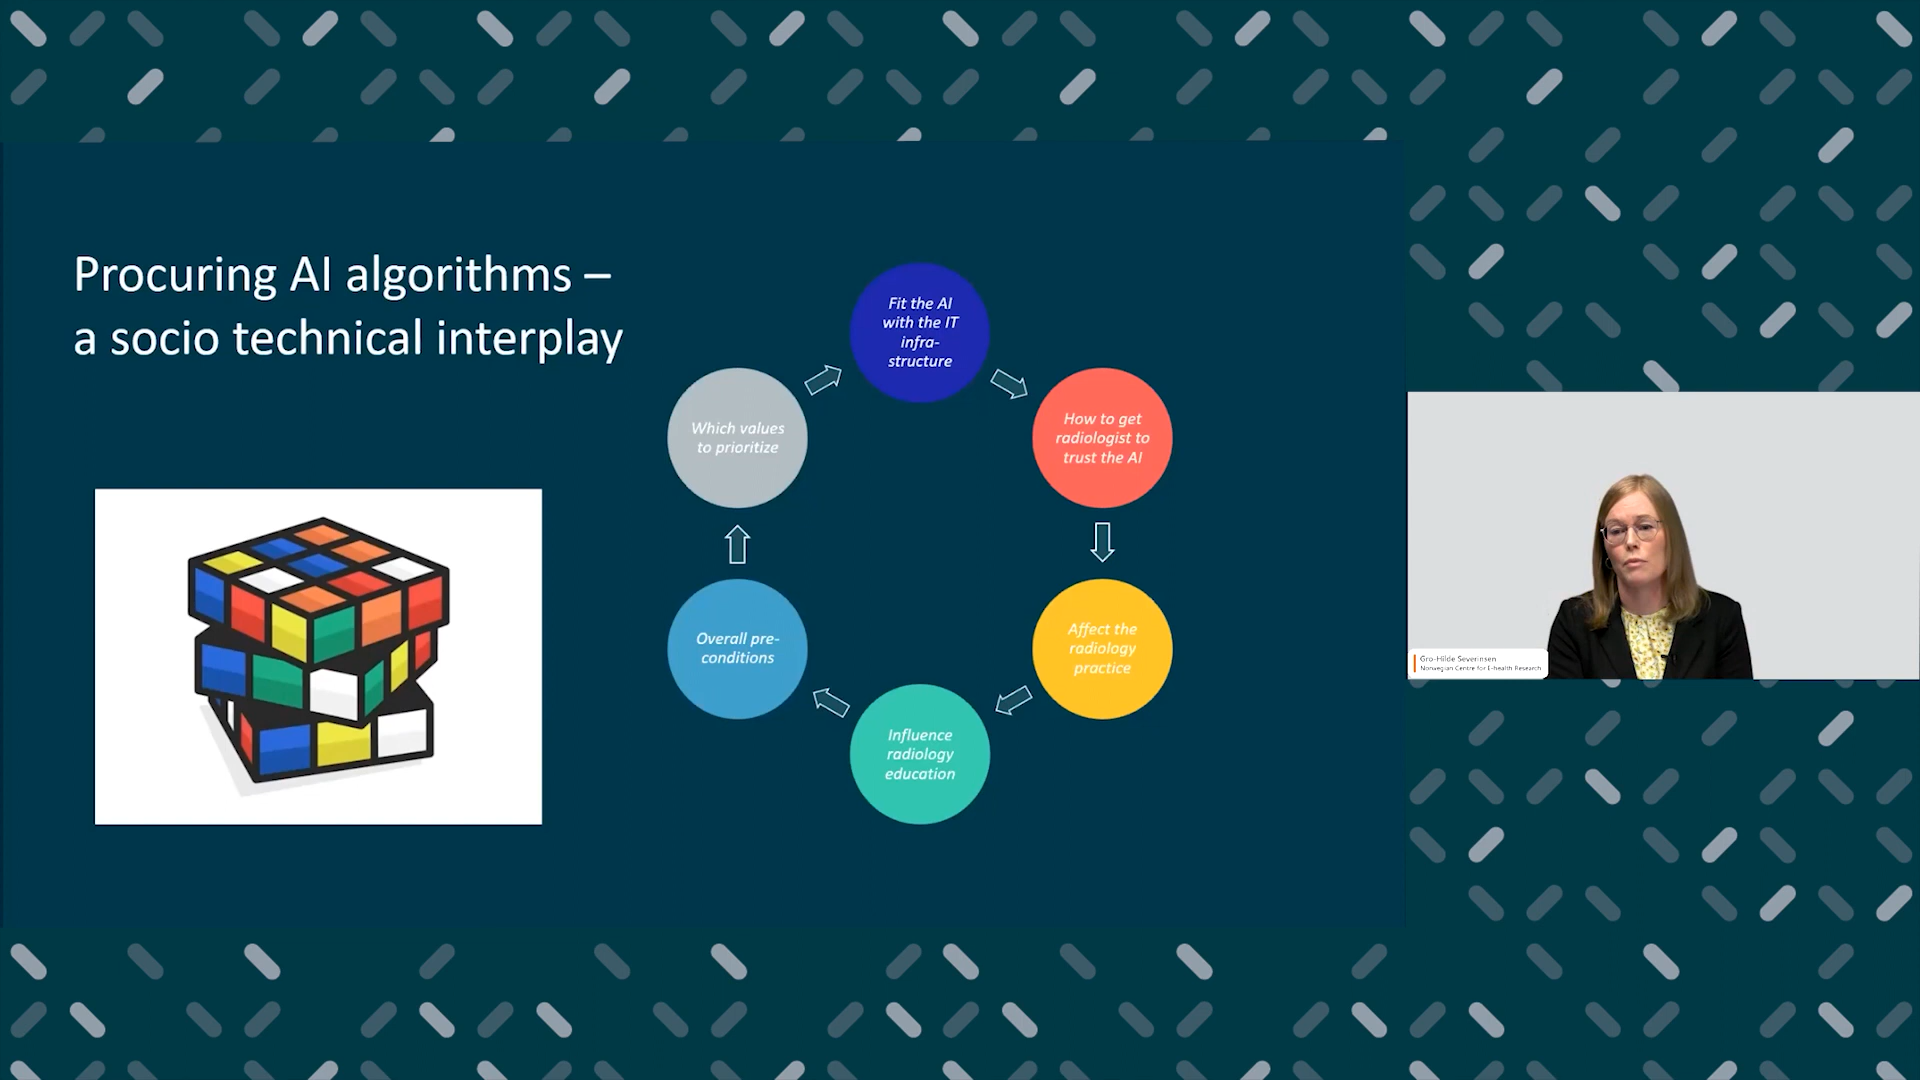 Procuring AI algorithms –
a socio technical interplay
Fit the AI
with the IT
infra-
structure
How to get
radiologist to
trust the AI
Affect the
radiology
practice
Influence
radiology
education
Overall pre-
conditions
Which values
to prioritize
Gro-Hilde Severinsen
Norwegian Centre for E-health Research